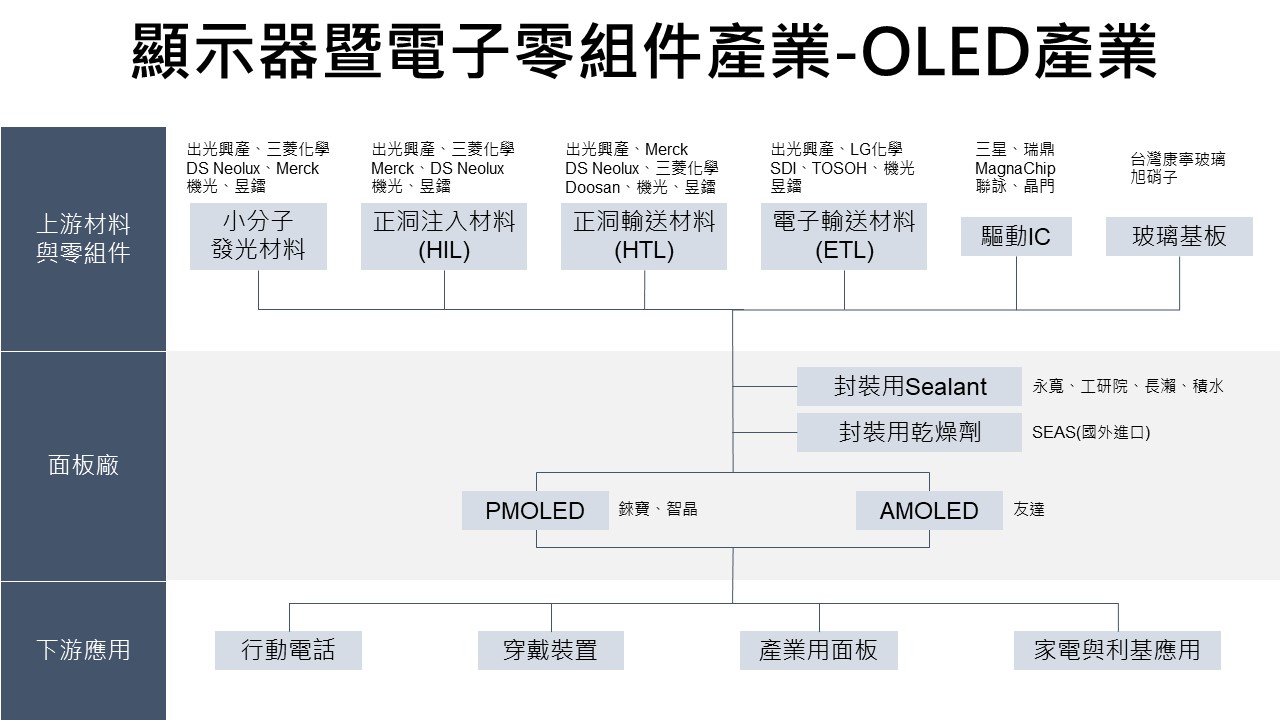 顯示器暨電子零組件產業-OLED產業
上游材料
與零組件
出光興產、三菱化學
DS Neolux、Merck
機光、昱鐳
小分子
發光材料
出光興產、三菱化學
Merck、DS Neolux
機光、昱鐳
正洞注入材料
(HIL)
出光興產、Merck
DS Neolux、三菱化學
Doosan、機光、昱鐳
正洞輸送材料
(HTL)
出光興產、LG化學
SDI、TOSOH、機光
昱鐳
電子輸送材料
(ETL)
三星、瑞鼎
MagnaChip
聯詠、晶門
驅動IC
台灣康寧玻璃
旭硝子
玻璃基板
面板廠
封裝用Sealant
永寬、工研院、長瀨、積水
封裝用乾燥劑
SEAS(國外進口)
PMOLED
錸寶、智晶
AMOLED
友達
下游應用
行動電話
穿戴裝置
產業用面板
家電與利基應用